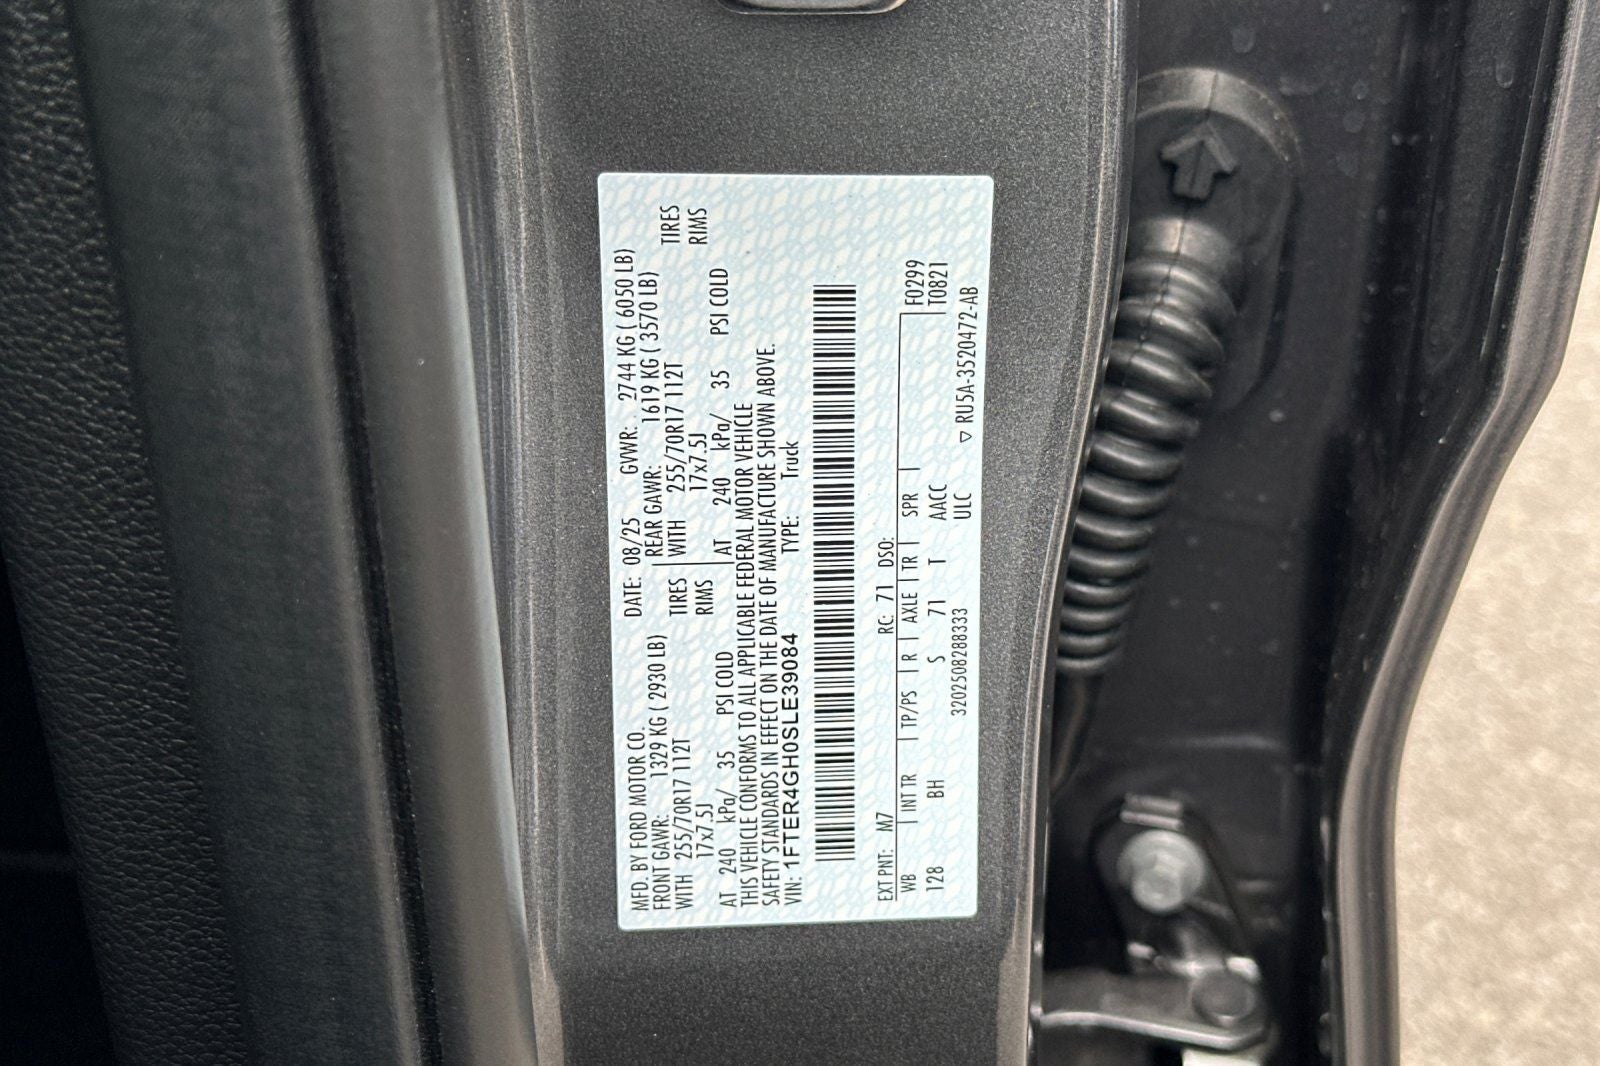 MFD. BY FORD MOTOR CO. DATE: 08/25 GVWR: 2744 KG ( 6050 LB)
FRONT GAWR: 1329 KG ( 2930 LB) REAR GAWR: 1619 KG ( 3570 LB)
WITH 255/70R17 112T TIRES WITH 255/70R17 112T TIRES
17x7.5J RIMS 17x7.5J RIMS
AT 240 kPa/ 35 PSI COLD AT 240 kPa/ 35 PSI COLD
THIS VEHICLE CONFORMS TO ALL APPLICABLE FEDERAL MOTOR VEHICLE
SAFETY STANDARDS IN EFFECT ON THE DATE OF MANUFACTURE SHOWN ABOVE.
VIN: 1FTER4GH0SLE39084 TYPE: Truck
EXT PNT: M7 RC: 71 DSO:
WB INT TR TP/PS R AXLE TR SPR F0299
128 BH S 71 T AACC T0821
320250828833​3 ULC ▽ RU5A-3520472-AB